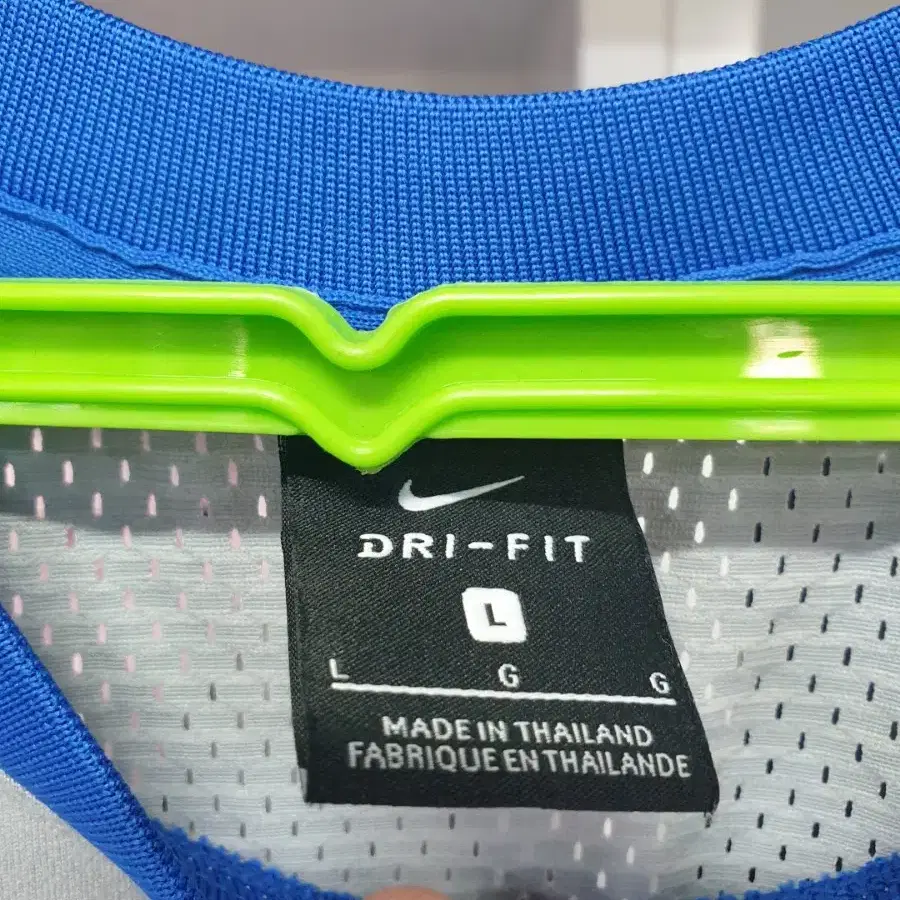 DRI-FIT
L
L G G
MADE IN THAILAND
FABRIQUE EN THAILANDE